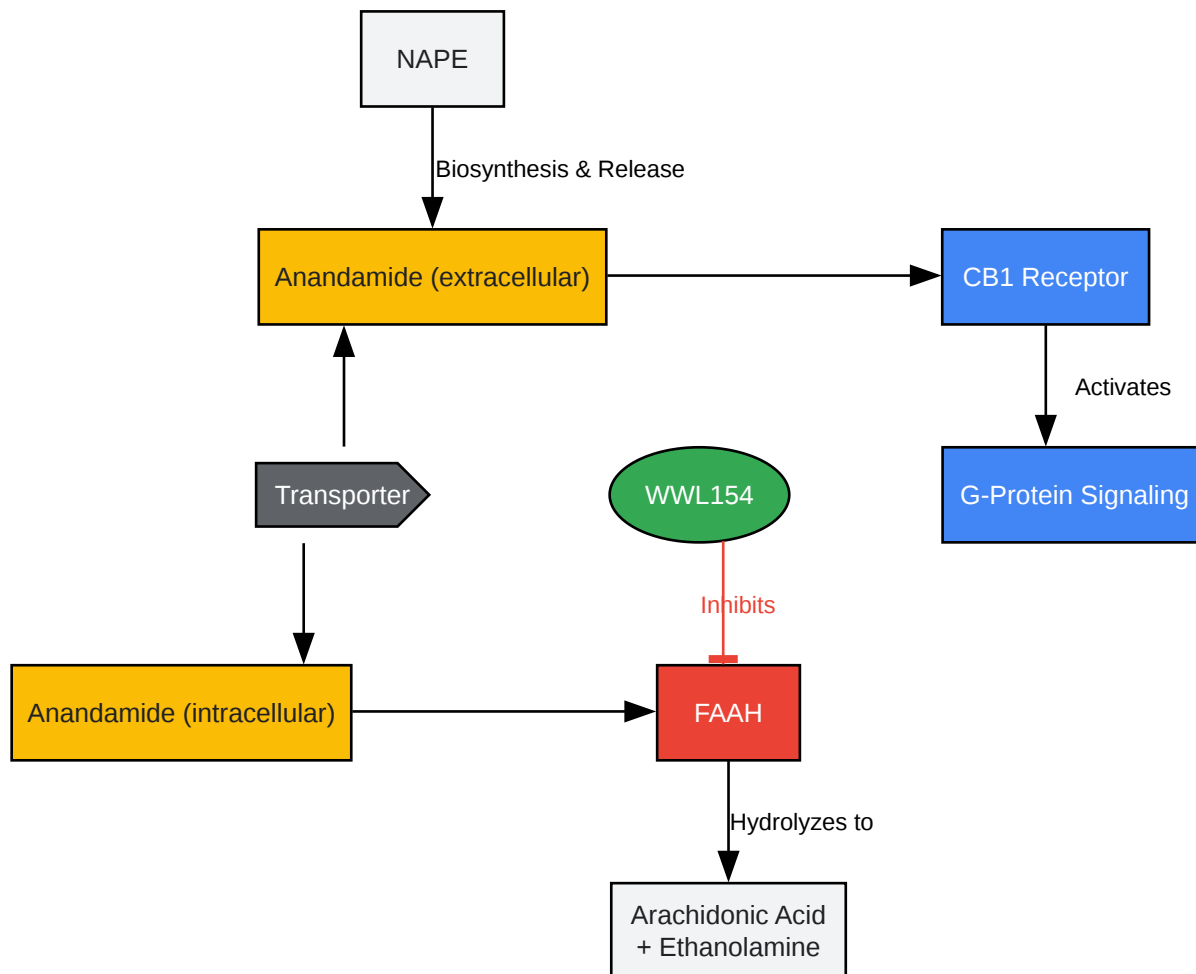 NAPE
Biosynthesis & Release
Anandamide (extracellular)
CB1 Receptor
Activates
Transporter
WWL154
G-Protein Signaling
Inhibits
Anandamide (intracellular)
FAAH
Hydrolyzes to
Arachidonic Acid
+ Ethanolamine